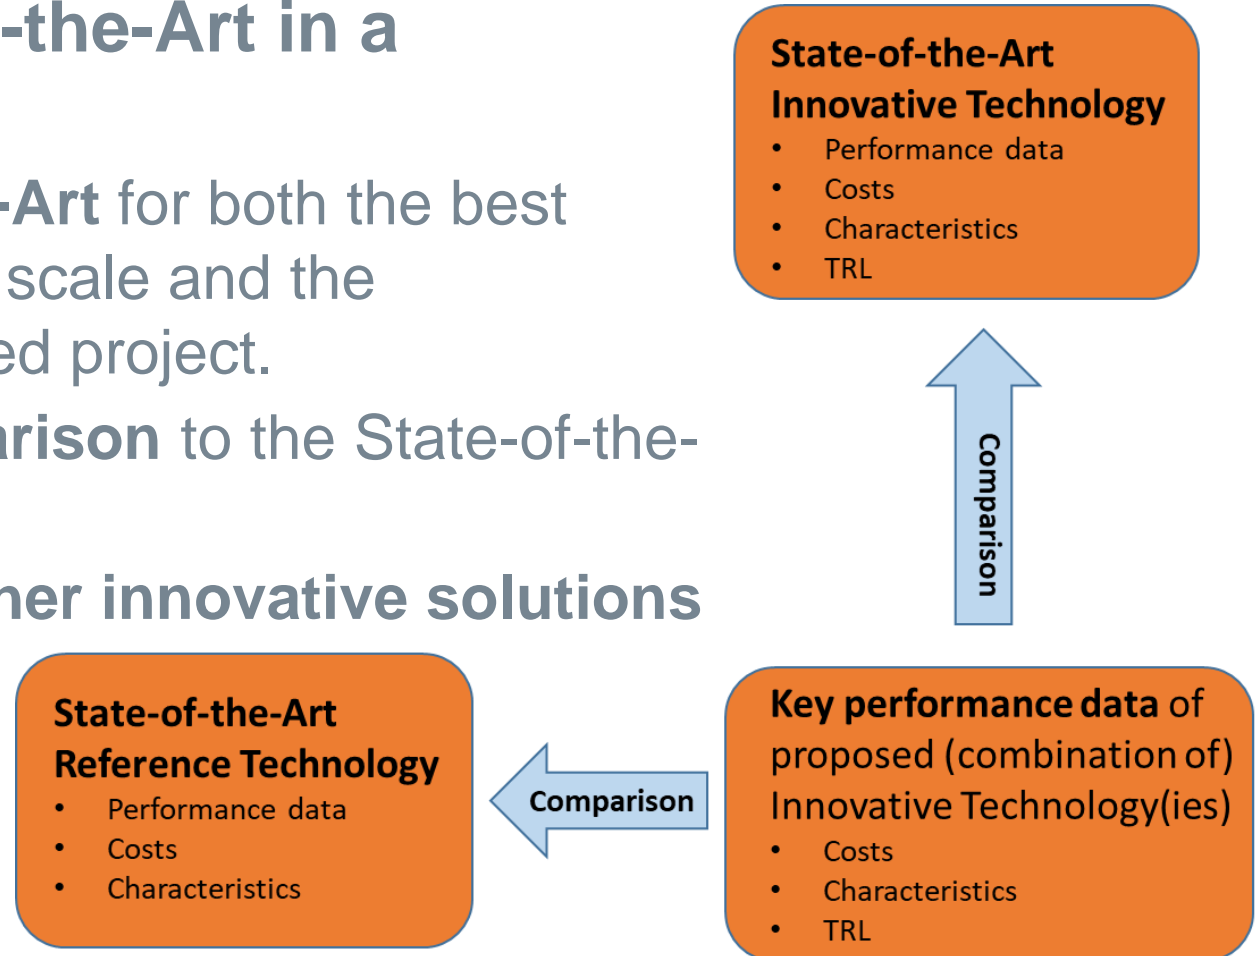 -the-Art in a
-Art for both the best
scale and the
ed project.
arison to the State-of-the-
her innovative solutions
State-of-the-Art
Innovative Technology
• Performance data
• Costs
• Characteristics
• TRL
Comparison
State-of-the-Art
Reference Technology
• Performance data
• Costs
• Characteristics
Comparison
Key performance data of
proposed (combination of)
Innovative Technology(ies)
• Costs
• Characteristics
• TRL